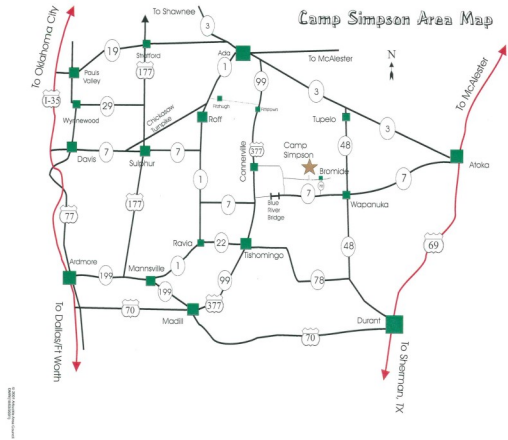 Camp Simpson Area Map
To Shawnee
To Oklahoma City
3
19
Stratford
Ada
To McAlester
N
Pauls
Valley
177
1
99
I-35
Fitzhugh
3
To McAlester
29
Wynnewood
Chickasaw
Turnpike
Roff
Tupelo
3
Davis
7
Sulphur
7
377
Connerville
Camp
Simpson
48
Bromide
7
Atoka
1
77
177
7
Blue
River
Bridge
7
Wapanuka
Ravia
22
Tishomingo
48
69
Ardmore
199
Mannsville
1
199
99
78
377
70
Madill
70
Durant
To Dallas/Ft Worth
To Sherman, TX